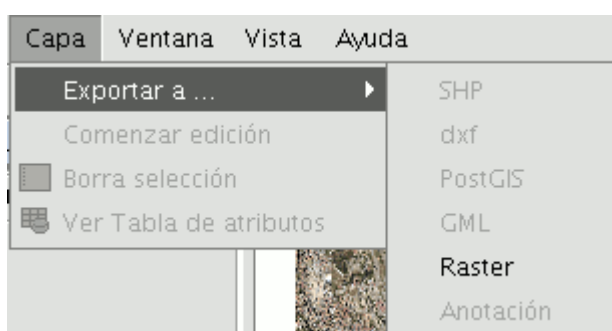 Capa Ventana Vista Ayuda
Exportar a ...
Comenzar edición
Borra selección
Ver Tabla de atributos
SHP
dxf
PostGIS
GML
Raster
Anotación